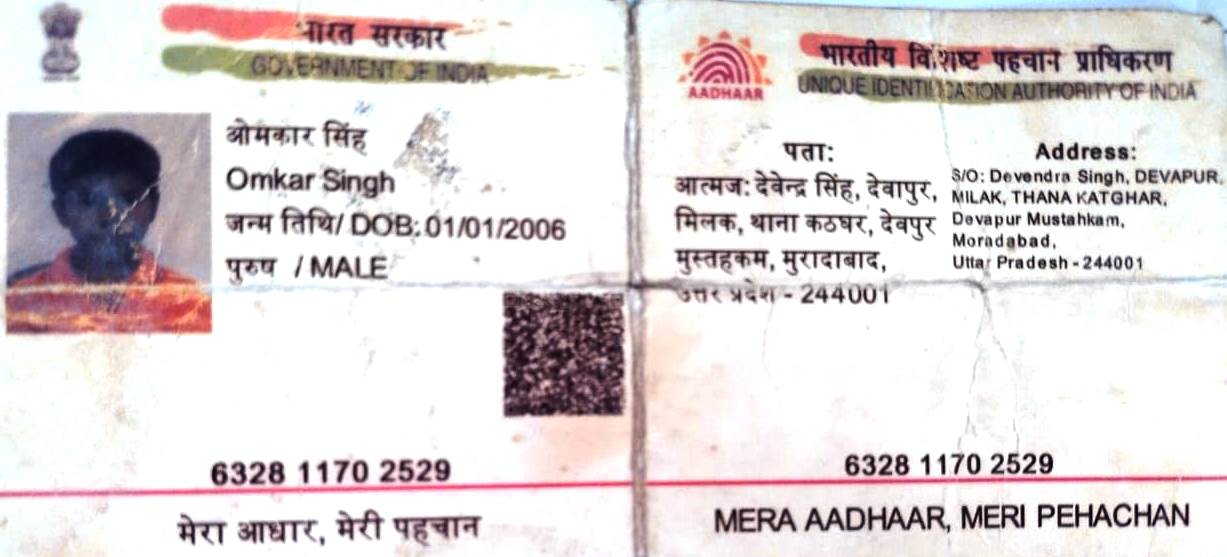 भारत सरकार
GOVERNMENT OF INDIA
ओमकार सिंह
Omkar Singh
जन्म तिथि/ DOB: 01/01/2006
पुरुष / MALE
6328 1170 2529
मेरा आधार, मेरी पहचान
AADHAAR
भारतीय विशिष्ट पहचान प्राधिकरण
UNIQUE IDENTIFICATION AUTHORITY OF INDIA
पता:
आत्मज: देवेन्द्र सिंह, देवापुर,
मिलक, थाना कठघर, देवपुर
मुस्तहकम, मुरादाबाद,
उत्तर प्रदेश - 244001
Address:
S/O: Devendra Singh, DEVAPUR,
MILAK, THANA KATGHAR,
Devapur Mustahkam,
Moradabad,
Uttar Pradesh - 244001
6328 1170 2529
MERA AADHAAR, MERI PEHACHAN